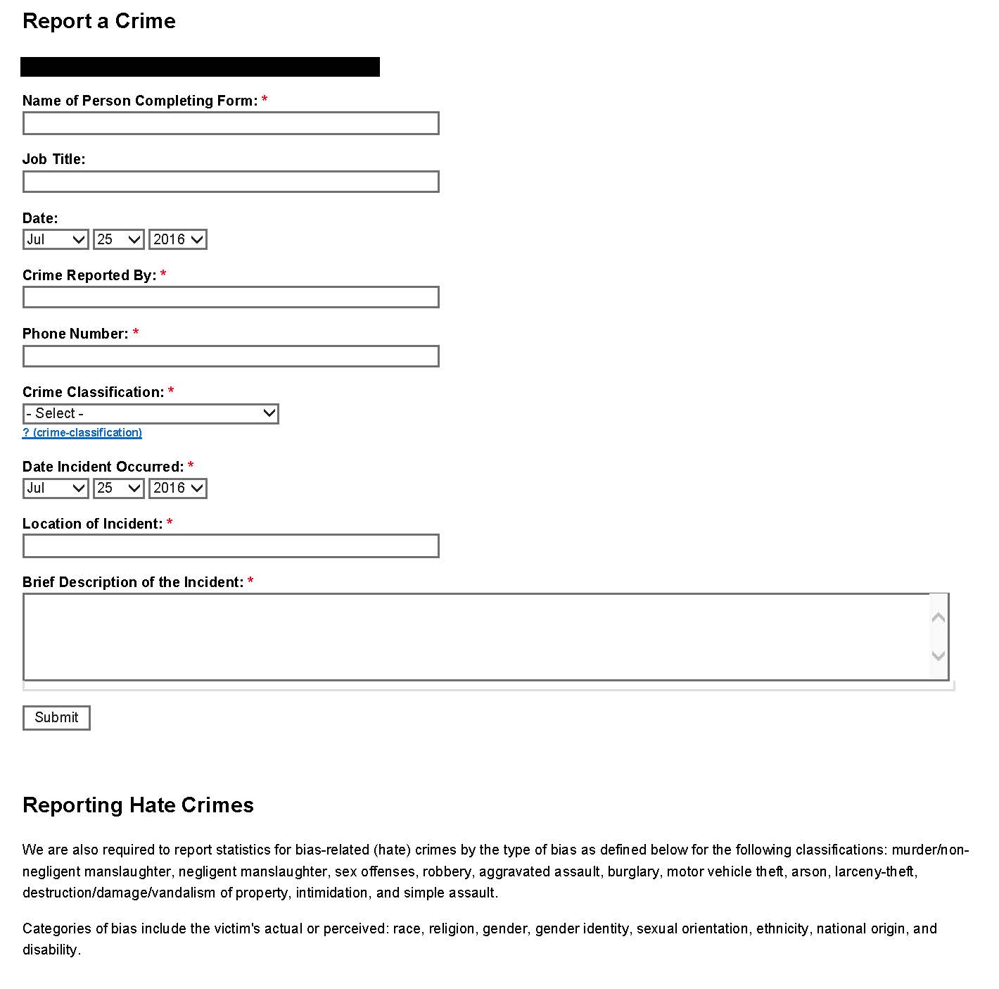 Report a Crime
Name of Person Completing Form: *
Job Title:
Date:
Jul 25 2016
Crime Reported By: *
Phone Number: *
Crime Classification: *
- Select -
? (crime-classification)
Date Incident Occurred: *
Jul 25 2016
Location of Incident: *
Brief Description of the Incident: *
Submit
Reporting Hate Crimes
We are also required to report statistics for bias-related (hate) crimes by the type of bias as defined below for the following classifications: murder/non-
negligent manslaughter, negligent manslaughter, sex offenses, robbery, aggravated assault, burglary, motor vehicle theft, arson, larceny-theft,
destruction/damage/vandalism of property, intimidation, and simple assault.
Categories of bias include the victim's actual or perceived: race, religion, gender, gender identity, sexual orientation, ethnicity, national origin, and
disability.